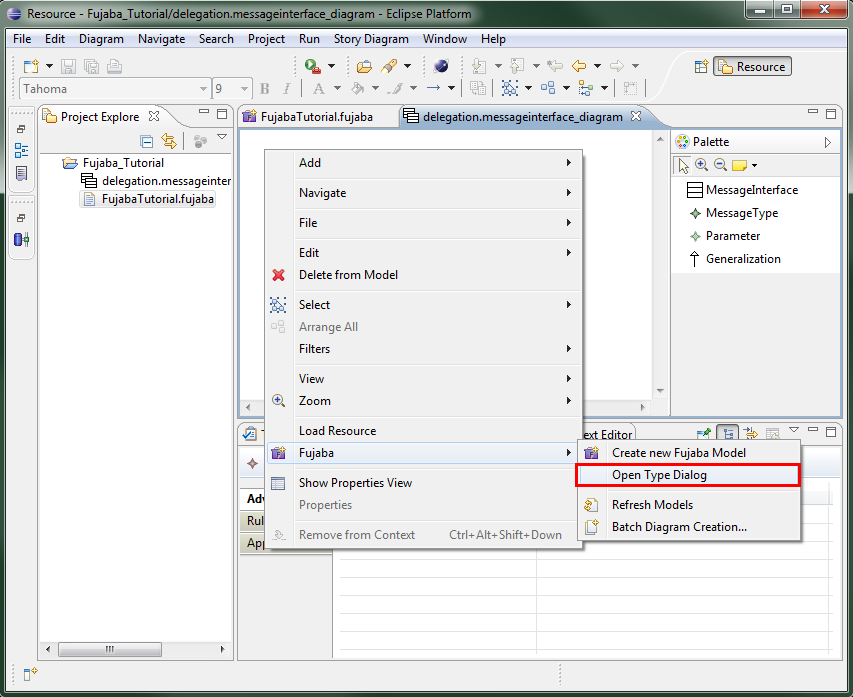 Resource - Fujaba_Tutorial/delegation.messageinterface_diagram - Eclipse Platform
File Edit Diagram Navigate Search Project Run Story Diagram Window Help
Resource
Tahoma 9 B I A
Project Explore
FujabaTutorial.fujaba delegation.messageinterface_diagram
Fujaba_Tutorial
delegation.messageinter
FujabaTutorial.fujaba
Palette
MessageInterface
MessageType
Parameter
Generalization
Add
Navigate
File
Edit
Delete from Model
Select
Arrange All
Filters
View
Zoom
Load Resource
Fujaba
Show Properties View
Properties
Remove from Context Ctrl+Alt+Shift+Down
ext Editor
Create new Fujaba Model
Open Type Dialog
Refresh Models
Batch Diagram Creation...
Adv
Rul
App